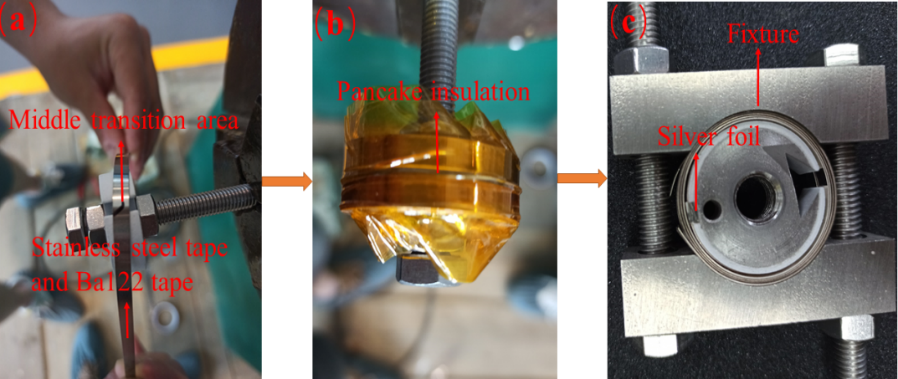 (a)
Middle transition area
Stainless steel tape
and Ba122 tape
(b)
Pancake insulation
(c)
Fixture
Silver foil